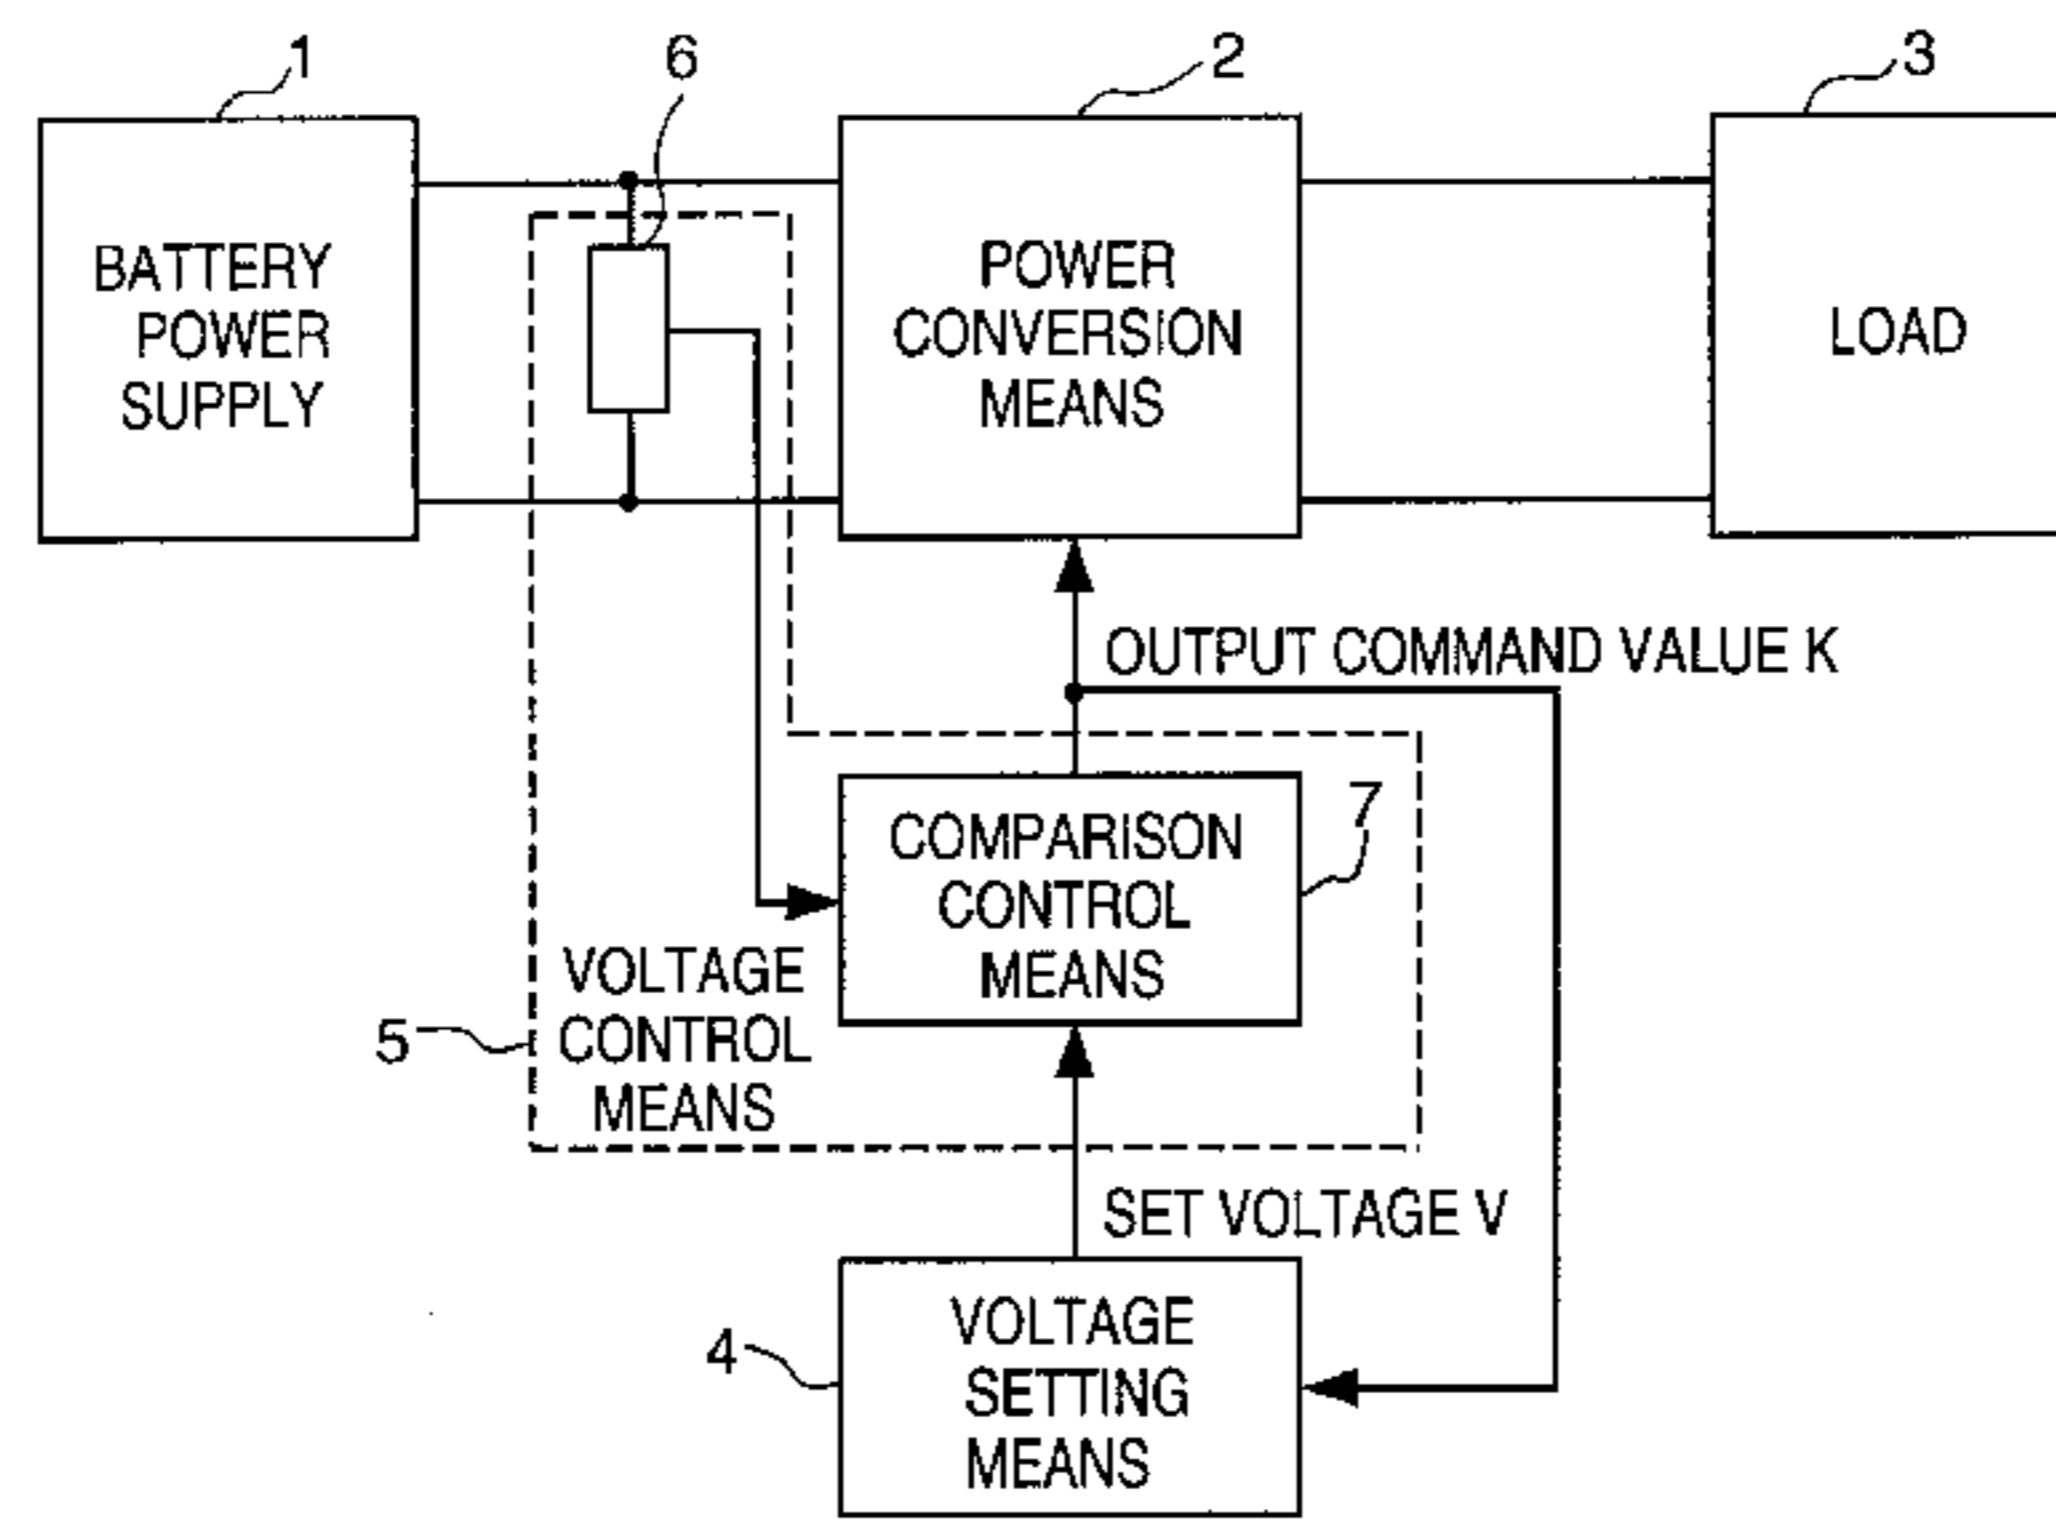 1
6
2
3
BATTERY
POWER
SUPPLY
POWER
CONVERSION
MEANS
LOAD
OUTPUT COMMAND VALUE K
COMPARISON
CONTROL
MEANS
7
VOLTAGE
CONTROL
MEANS
5
SET VOLTAGE V
VOLTAGE
SETTING
MEANS
4